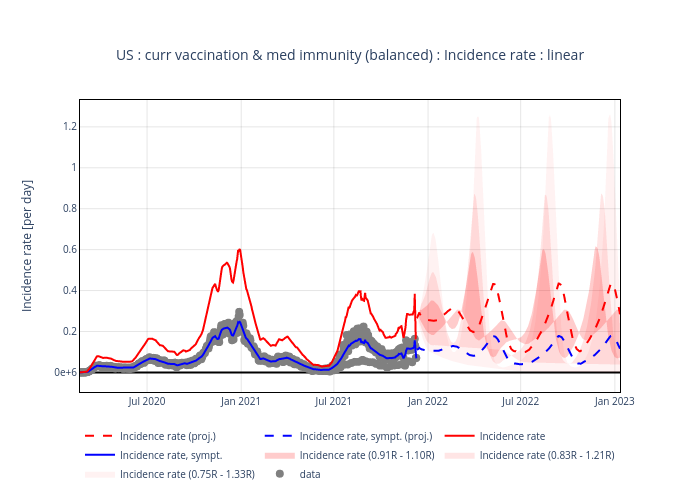 US : curr vaccination & med immunity (balanced) : Incidence rate : linear
Incidence rate [per day]
1.2
1
0.8
0.6
0.4
0.2
0e+6
Jul 2020
Jan 2021
Jul 2021
Jan 2022
Jul 2022
Jan 2023
Incidence rate (proj.)
Incidence rate, sympt. (proj.)
Incidence rate
Incidence rate, sympt.
Incidence rate (0.91R - 1.10R)
Incidence rate (0.83R - 1.21R)
Incidence rate (0.75R - 1.33R)
data